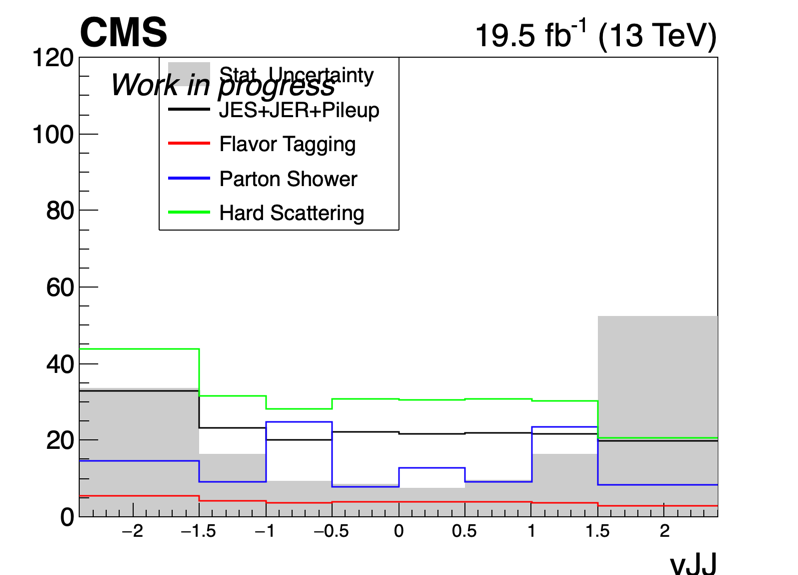 CMS
19.5 fb-1 (13 TeV)
120
Stat. Uncertainty
Work in progress
JES+JER+Pileup
100
Flavor Tagging
80
Parton Shower
Hard Scattering
60
40
20
0
−2 −1.5 −1 −0.5 0 0.5 1 1.5 2
vJJ